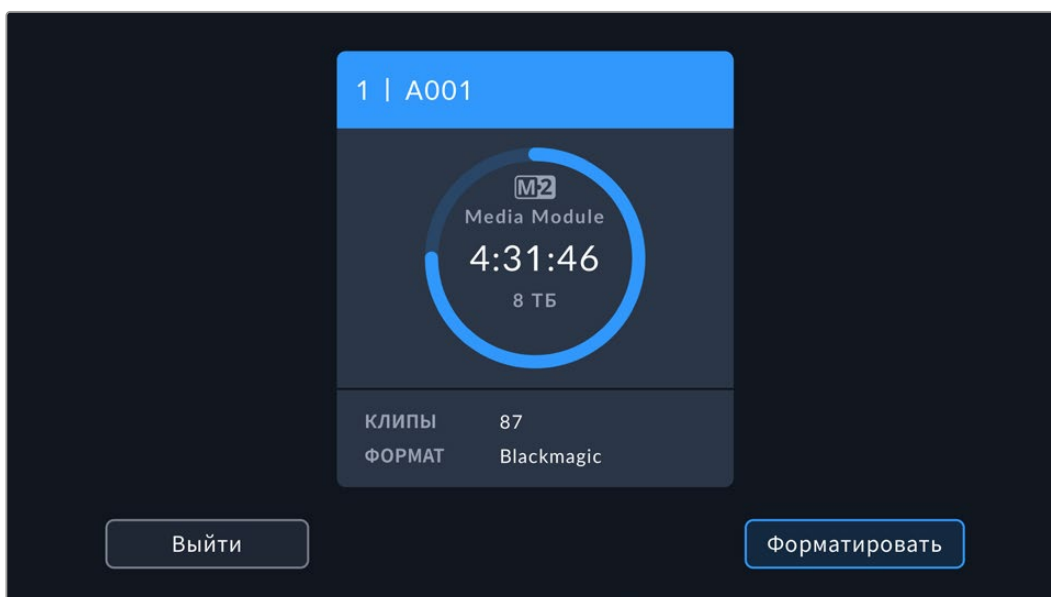 1 | A001
M2
Media Module
4:31:46
8 ТБ
КЛИПЫ 87
ФОРМАТ Blackmagic
Выйти
Форматировать